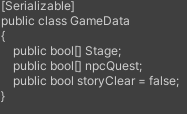 [Serializable]
public class GameData
{
    public bool[] Stage;
    public bool[] npcQuest;
    public bool storyClear = false;
}